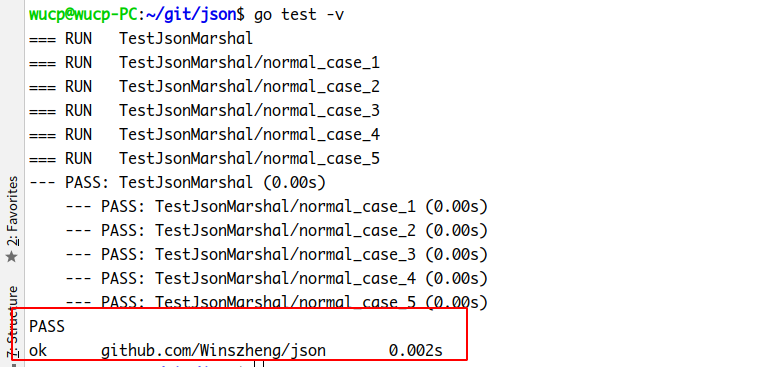 wucp@wucp-PC:~/git/json$ go test -v
=== RUN   TestJsonMarshal
=== RUN   TestJsonMarshal/normal_case_1
=== RUN   TestJsonMarshal/normal_case_2
=== RUN   TestJsonMarshal/normal_case_3
=== RUN   TestJsonMarshal/normal_case_4
=== RUN   TestJsonMarshal/normal_case_5
--- PASS: TestJsonMarshal (0.00s)
    --- PASS: TestJsonMarshal/normal_case_1 (0.00s)
    --- PASS: TestJsonMarshal/normal_case_2 (0.00s)
    --- PASS: TestJsonMarshal/normal_case_3 (0.00s)
    --- PASS: TestJsonMarshal/normal_case_4 (0.00s)
    --- PASS: TestJsonMarshal/normal_case_5 (0.00s)
PASS
ok      github.com/Winszheng/json       0.002s
2: Favorites
7: Structure